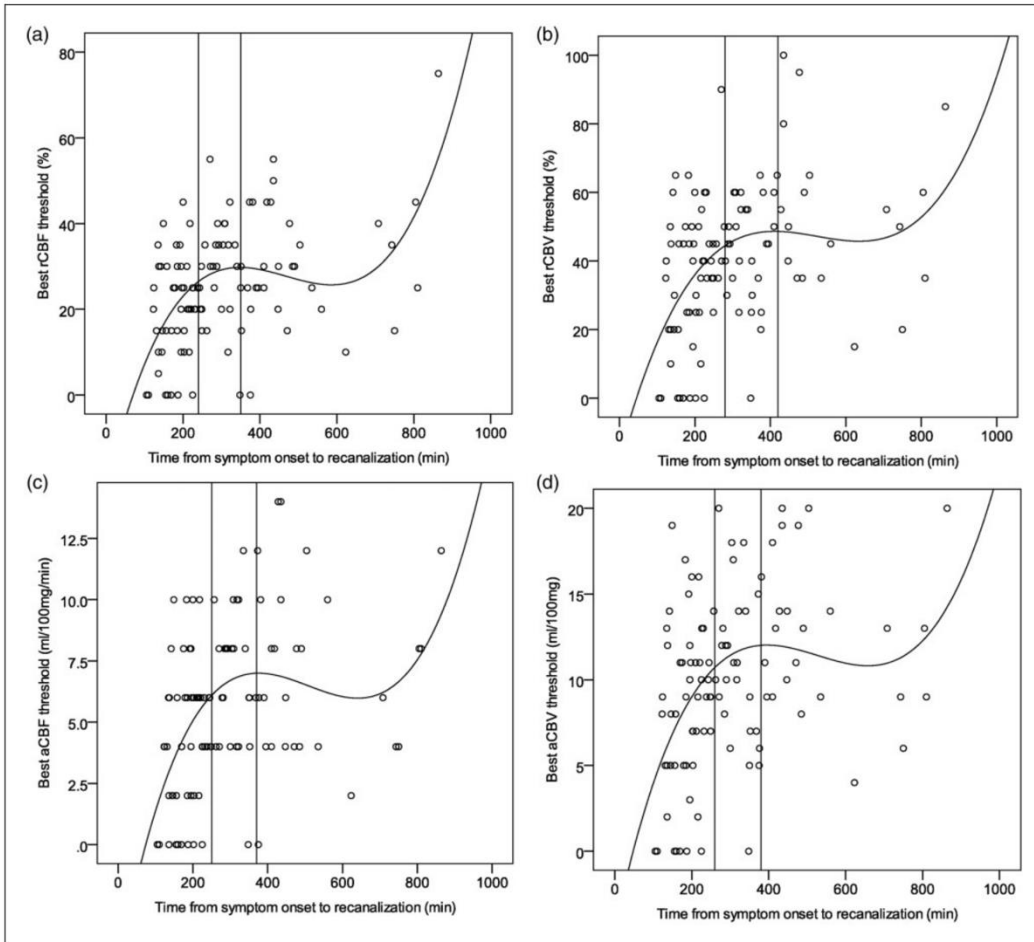 (a)
Best rCBF threshold (%)
80
60
40
20
0
0 200 400 600 800 1000
Time from symptom onset to recanalization (min)
(b)
Best rCBV threshold (%)
100
80
60
40
20
0
0 200 400 600 800 1000
Time from symptom onset to recanalization (min)
(c)
Best aCBF threshold (ml/100mg/min)
12.5
10.0
7.5
5.0
2.5
.0
0 200 400 600 800 1000
Time from symptom onset to recanalization (min)
(d)
Best aCBV threshold (ml/100mg)
20
15
10
5
0
0 200 400 600 800 1000
Time from symptom onset to recanalization (min)